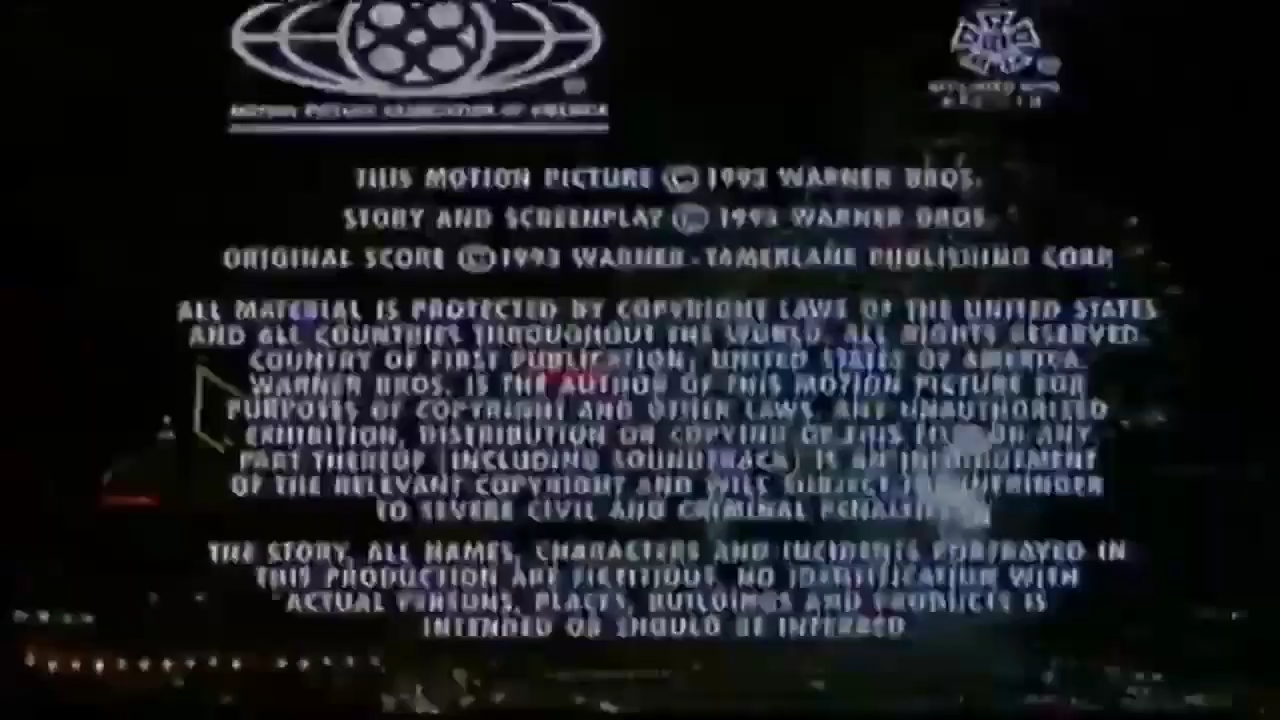 MOTION PICTURE ASSOCIATION OF AMERICA
THIS MOTION PICTURE © 1993 WARNER BROS.
STORY AND SCREENPLAY © 1993 WARNER BROS.
ORIGINAL SCORE © 1993 WARNER-TAMERLANE PUBLISHING CORP.
ALL MATERIAL IS PROTECTED BY COPYRIGHT LAWS OF THE UNITED STATES
AND ALL COUNTRIES THROUGHOUT THE WORLD. ALL RIGHTS RESERVED.
COUNTRY OF FIRST PUBLICATION, UNITED STATES OF AMERICA.
WARNER BROS. IS THE AUTHOR OF THIS MOTION PICTURE FOR
PURPOSES OF COPYRIGHT AND OTHER LAWS. ANY UNAUTHORIZED
EXHIBITION, DISTRIBUTION OR COPYING OF THIS FILM OR ANY
PART THEREOF (INCLUDING SOUNDTRACK) IS AN INFRINGEMENT
OF THE RELEVANT COPYRIGHT AND WILL SUBJECT THE INFRINGER
TO SEVERE CIVIL AND CRIMINAL PENALTIES.
THE STORY, ALL NAMES, CHARACTERS AND INCIDENTS PORTRAYED IN
THIS PRODUCTION ARE FICTITIOUS. NO IDENTIFICATION WITH
ACTUAL PERSONS, PLACES, BUILDINGS AND PRODUCTS IS
INTENDED OR SHOULD BE INFERRED